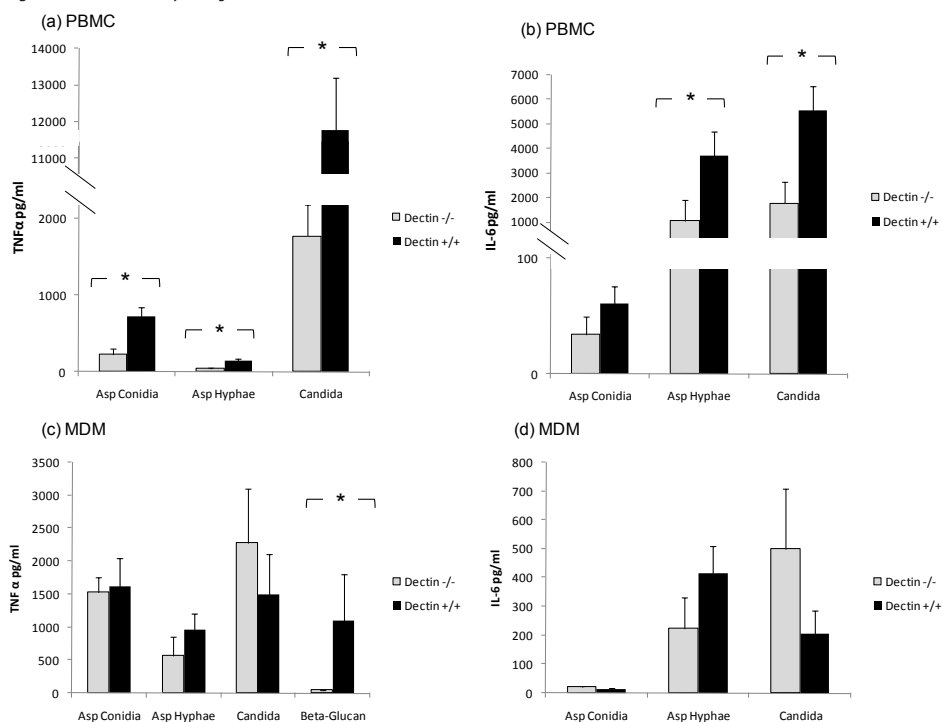 (a) PBMC
TNFα pg/ml
14000
13000
12000
11000
2000
1000
0
*
*
*
Asp Conidia
Asp Hyphae
Candida
Dectin -/-
Dectin +/+
(b) PBMC
IL-6 pg/ml
7000
6000
5000
4000
3000
2000
1000
100
0
*
*
Asp Conidia
Asp Hyphae
Candida
Dectin -/-
Dectin +/+
(c) MDM
TNF α pg/ml
3500
3000
2500
2000
1500
1000
500
0
*
Asp Conidia
Asp Hyphae
Candida
Beta-Glucan
Dectin -/-
Dectin +/+
(d) MDM
IL-6 pg/ml
800
700
600
500
400
300
200
100
0
Asp Conidia
Asp Hyphae
Candida
Dectin -/-
Dectin +/+